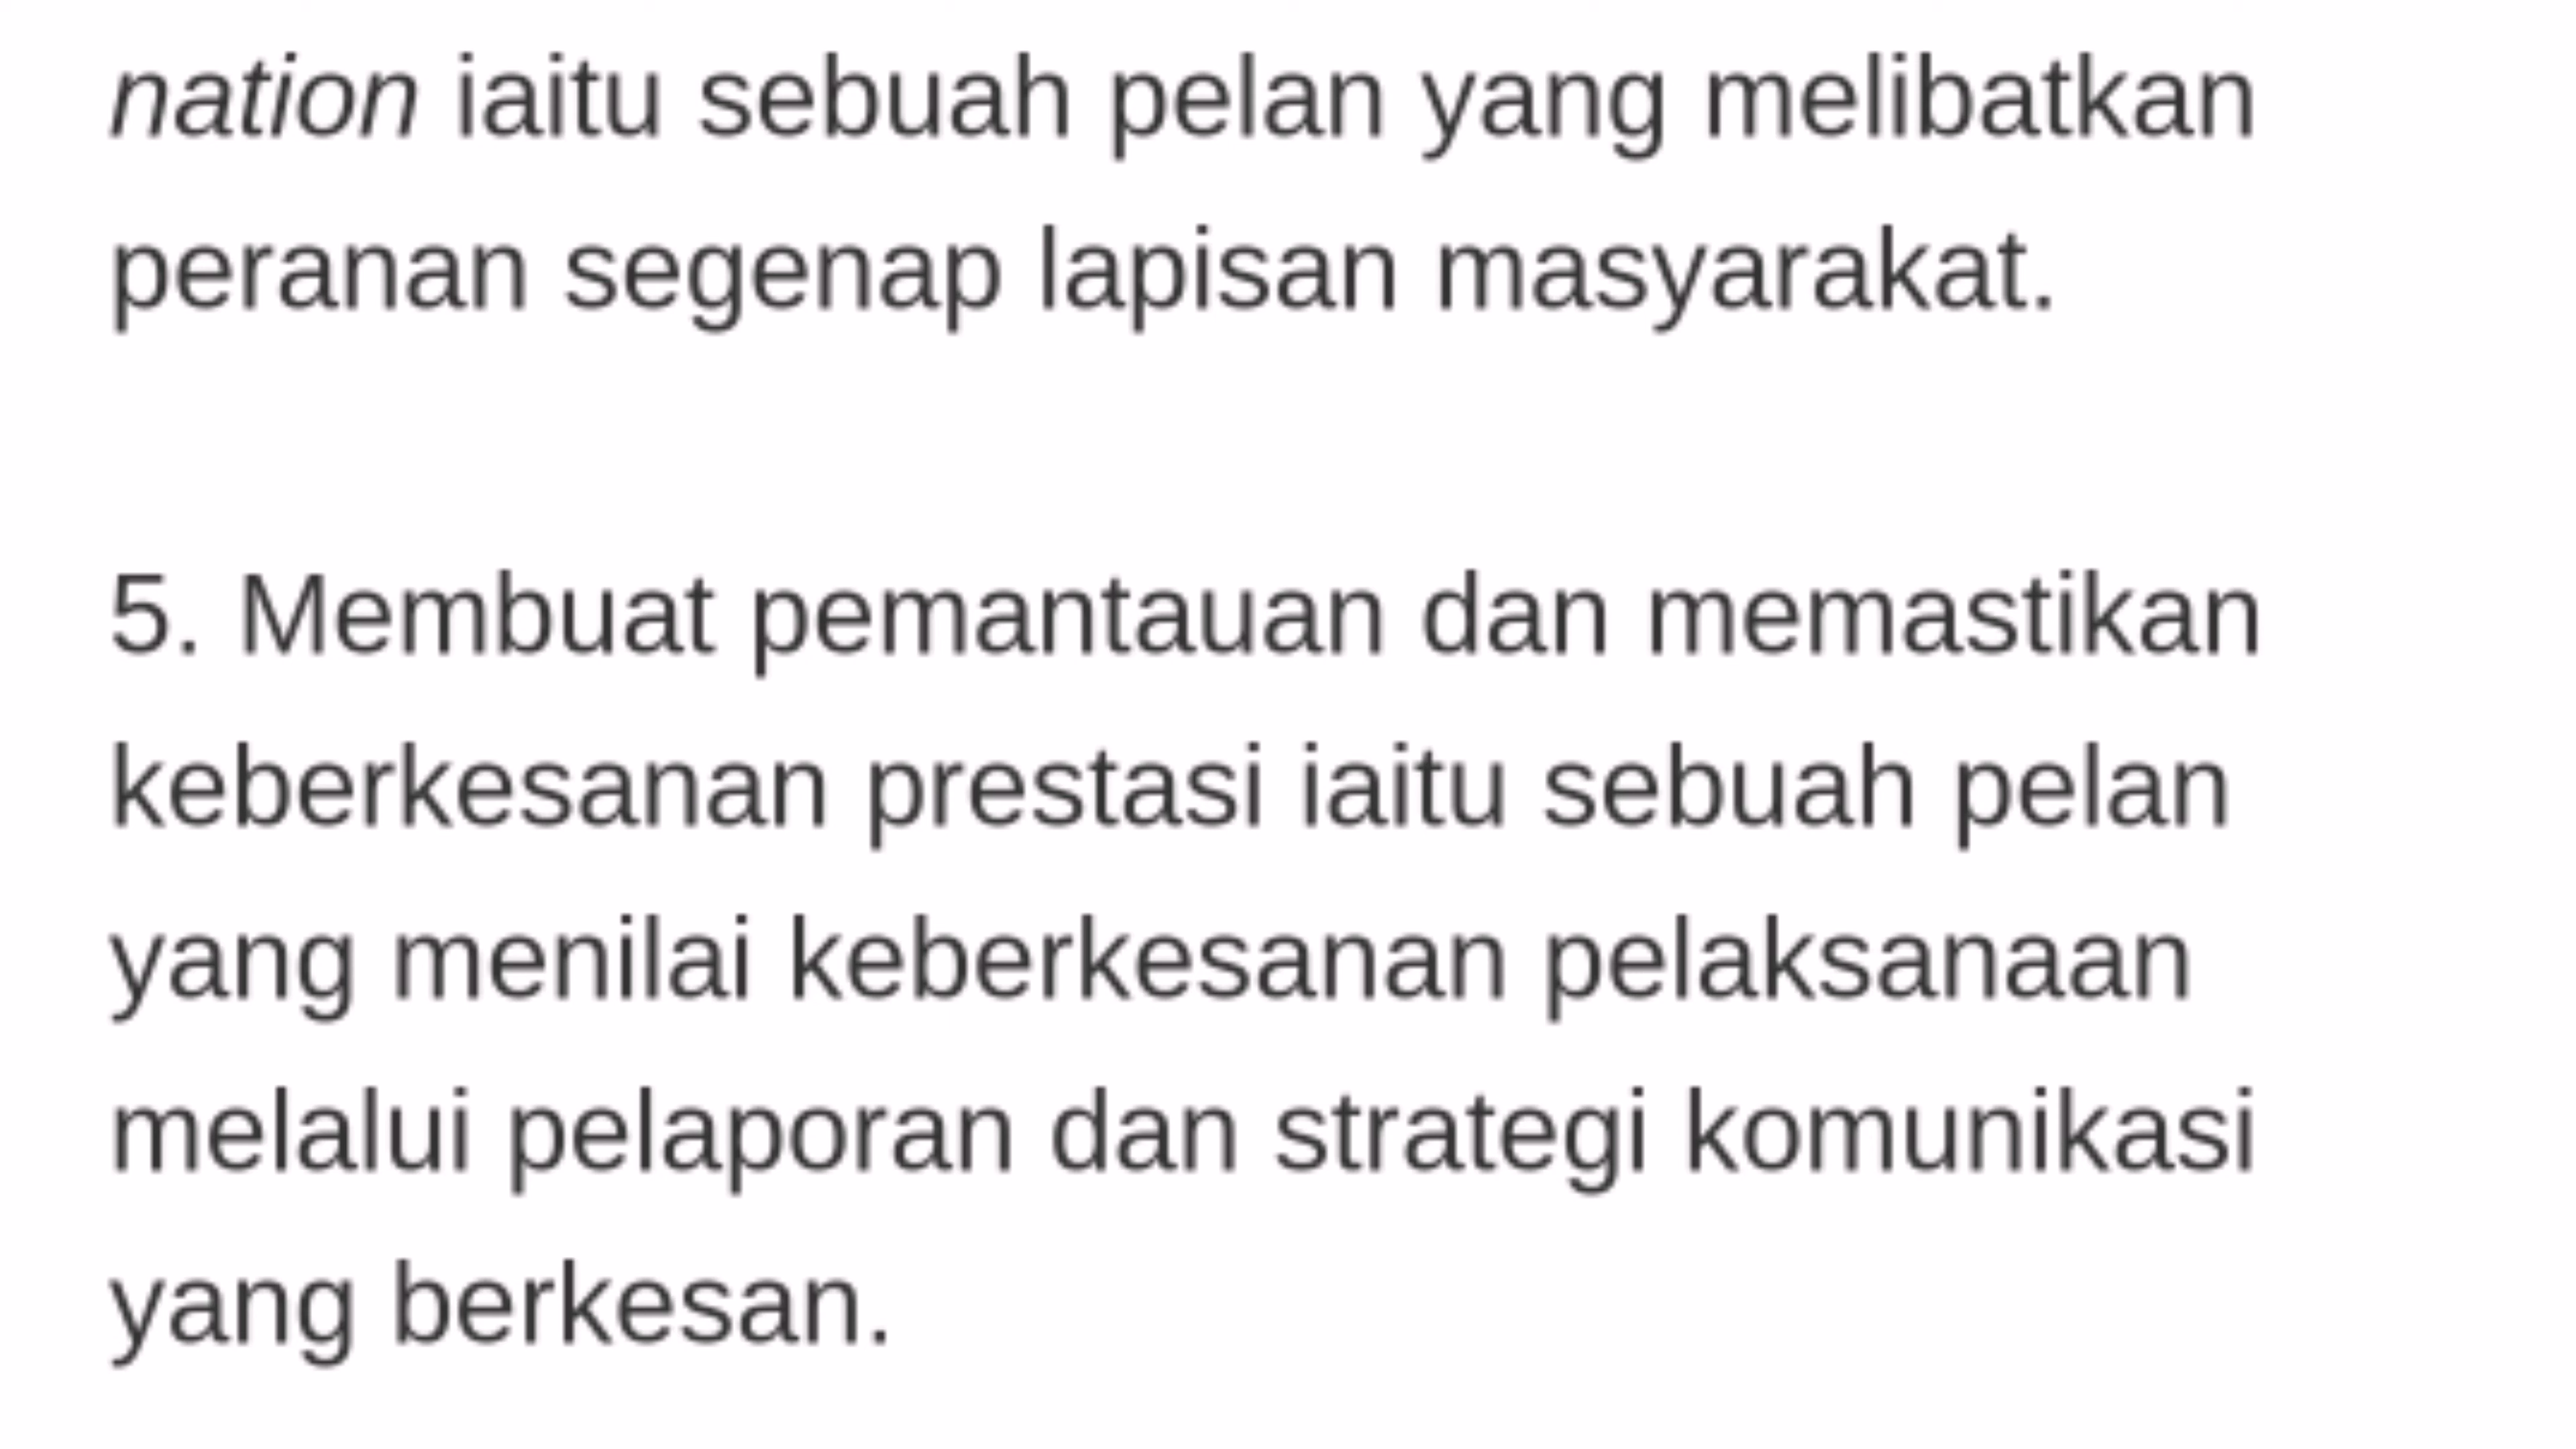 nation iaitu sebuah pelan yang melibatkan
peranan segenap lapisan masyarakat.
5. Membuat pemantauan dan memastikan
keberkesanan prestasi iaitu sebuah pelan
yang menilai keberkesanan pelaksanaan
melalui pelaporan dan strategi komunikasi
yang berkesan.